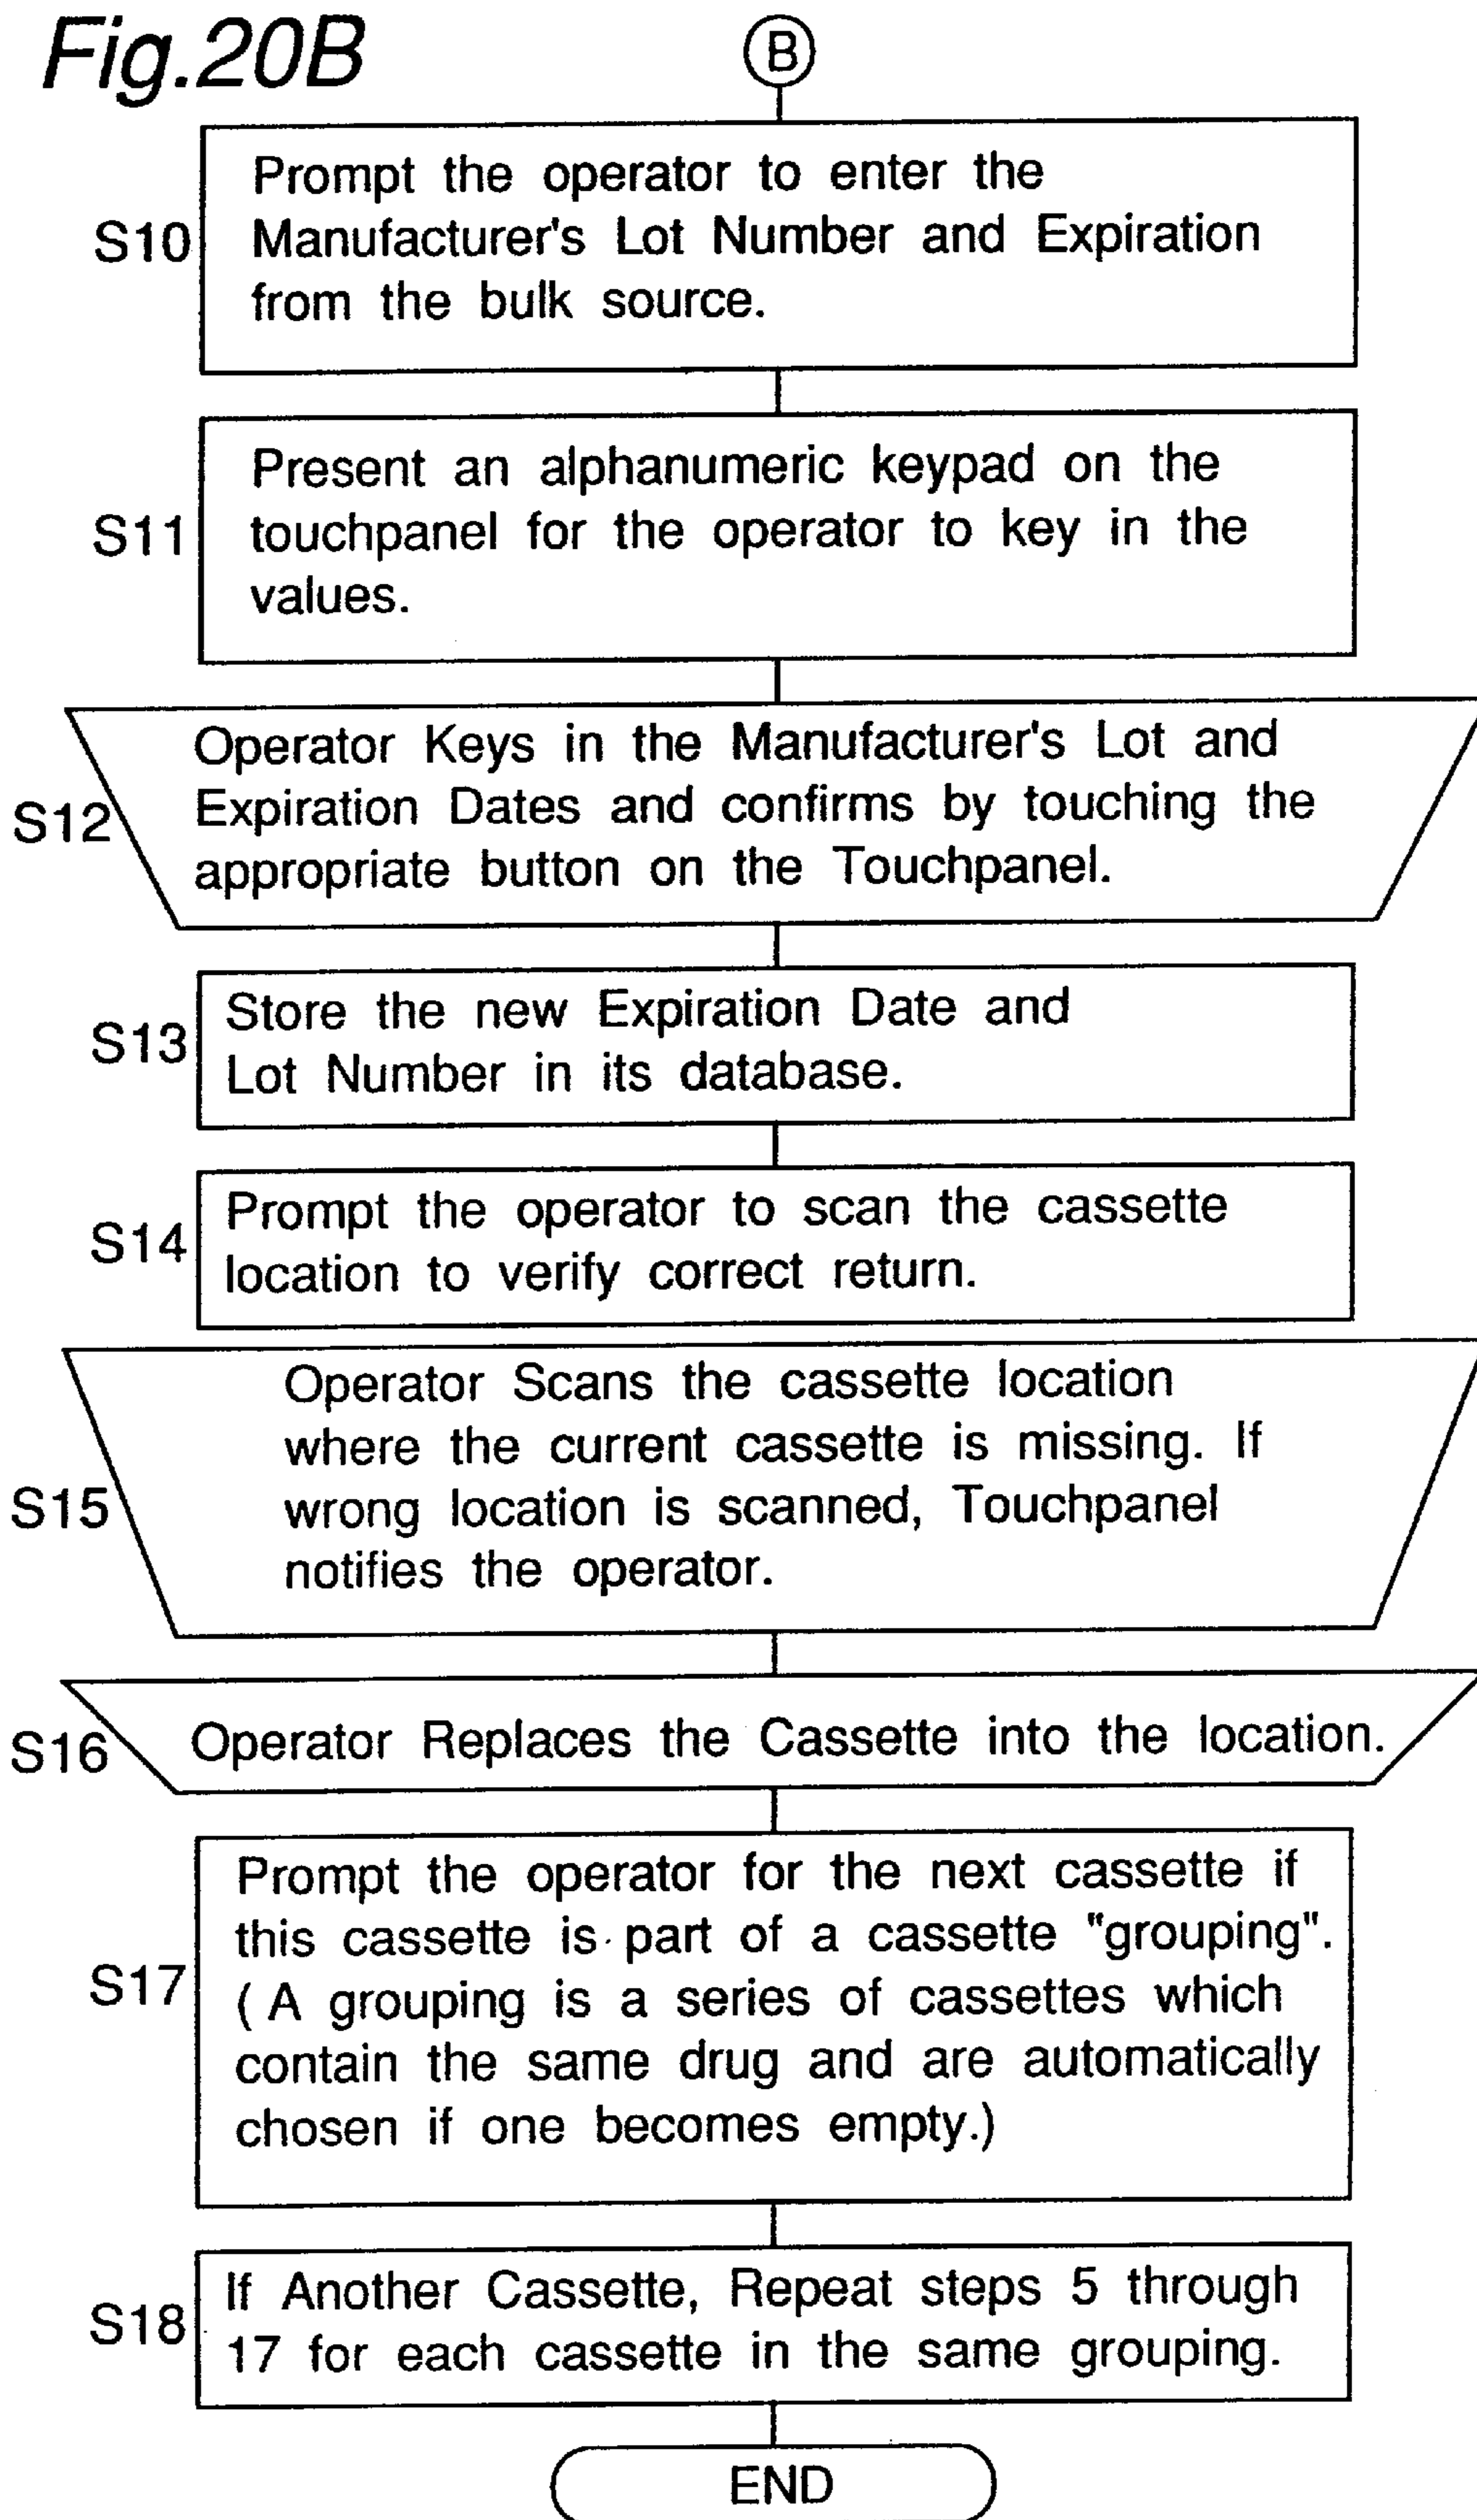 Fig.20B
B
S10
Prompt the operator to enter the
Manufacturer's Lot Number and Expiration
from the bulk source.
S11
Present an alphanumeric keypad on the
touchpanel for the operator to key in the
values.
S12
Operator Keys in the Manufacturer's Lot and
Expiration Dates and confirms by touching the
appropriate button on the Touchpanel.
S13
Store the new Expiration Date and
Lot Number in its database.
S14
Prompt the operator to scan the cassette
location to verify correct return.
S15
Operator Scans the cassette location
where the current cassette is missing. If
wrong location is scanned, Touchpanel
notifies the operator.
S16
Operator Replaces the Cassette into the location.
S17
Prompt the operator for the next cassette if
this cassette is part of a cassette "grouping".
( A grouping is a series of cassettes which
contain the same drug and are automatically
chosen if one becomes empty.)
S18
If Another Cassette, Repeat steps 5 through
17 for each cassette in the same grouping.
END